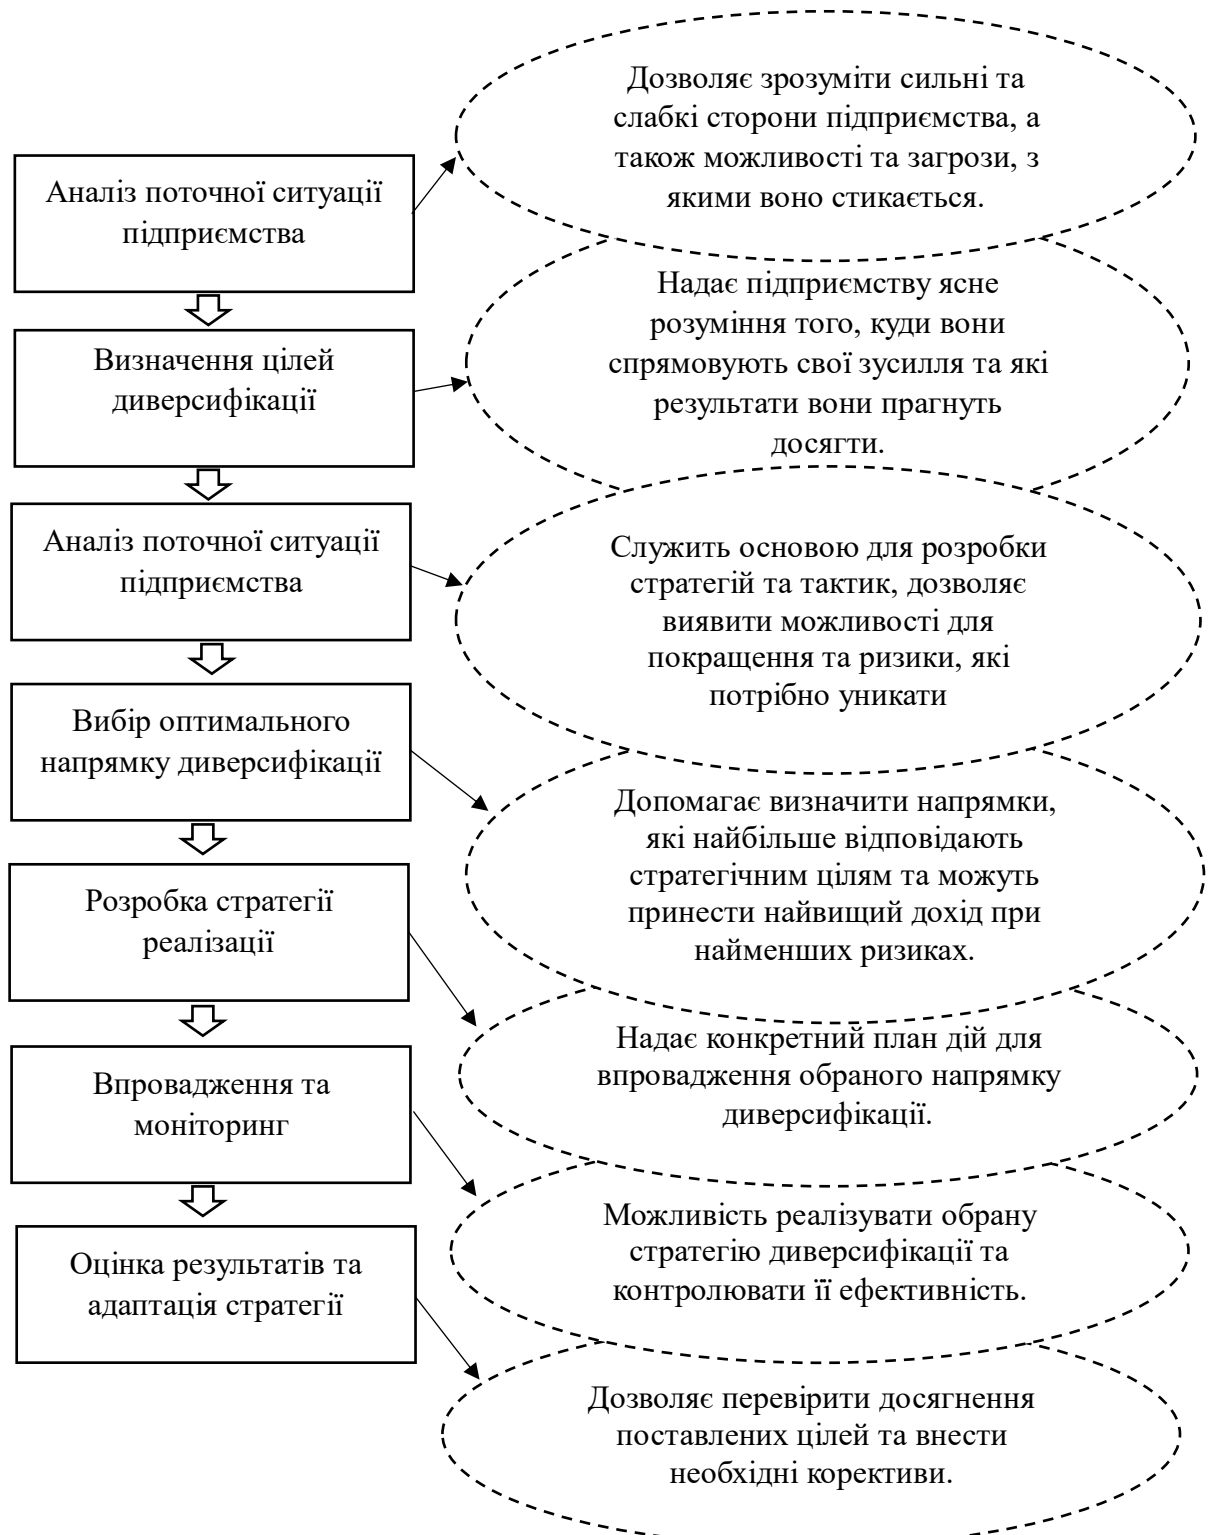 Дозволяє зрозуміти сильні та
слабкі сторони підприємства, а
також можливості та загрози, з
якими воно стикається.
Аналіз поточної ситуації
підприємства
Надає підприємству ясне
розуміння того, куди вони
спрямовують свої зусилля та які
результати вони прагнуть
досягти.
Визначення цілей
диверсифікації
Аналіз поточної ситуації
підприємства
Служить основою для розробки
стратегій та тактик, дозволяє
виявити можливості для
покращення та ризики, які
потрібно уникати
Вибір оптимального
напрямку диверсифікації
Допомагає визначити напрямки,
які найбільше відповідають
стратегічним цілям та можуть
принести найвищий дохід при
найменших ризиках.
Розробка стратегії
реалізації
Надає конкретний план дій для
впровадження обраного напрямку
диверсифікації.
Впровадження та
моніторинг
Можливість реалізувати обрану
стратегію диверсифікації та
контролювати її ефективність.
Оцінка результатів та
адаптація стратегії
Дозволяє перевірити досягнення
поставлених цілей та внести
необхідні корективи.